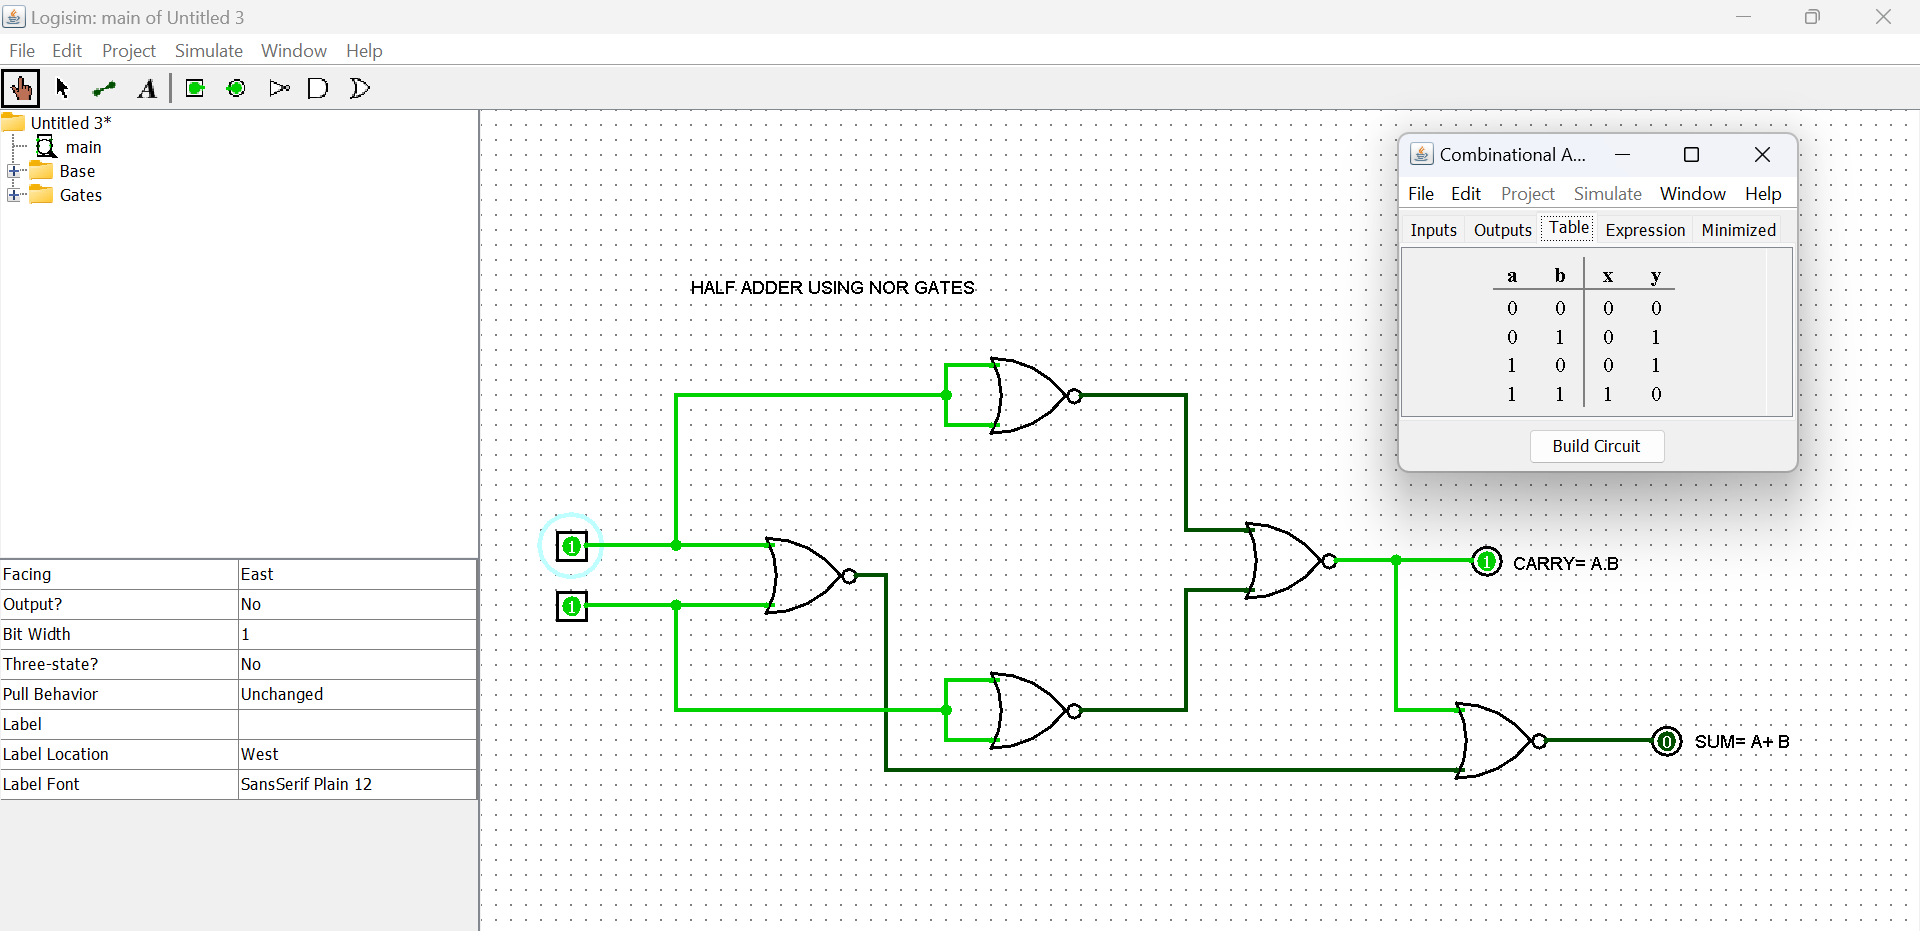 Logisim: main of Untitled 3
File Edit Project Simulate Window Help
A
Untitled 3*
main
Base
Gates
Facing East
Output? No
Bit Width 1
Three-state? No
Pull Behavior Unchanged
Label
Label Location West
Label Font SansSerif Plain 12
HALF ADDER USING NOR GATES
1
1
1 CARRY= A.B
0 SUM= A+ B
Combinational A...
File Edit Project Simulate Window Help
Inputs Outputs Table Expression Minimized
a b x y
0 0 0 0
0 1 0 1
1 0 0 1
1 1 1 0
Build Circuit